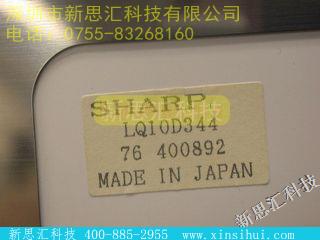 深圳市新思汇科技有限公司
电话：0755-83268160
SHARP
LQ10D344
76 400892
MADE IN JAPAN
新思汇科技
新思汇科技 400-885-2955 www.xinsihui.com